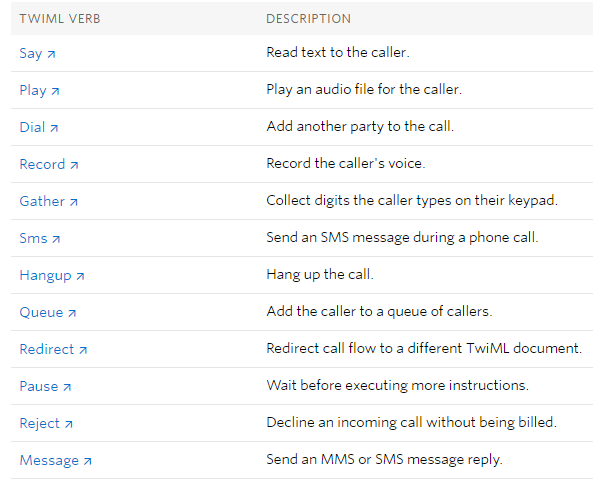 TWIML VERB DESCRIPTION
Say ↗ Read text to the caller.
Play ↗ Play an audio file for the caller.
Dial ↗ Add another party to the call.
Record ↗ Record the caller's voice.
Gather ↗ Collect digits the caller types on their keypad.
Sms ↗ Send an SMS message during a phone call.
Hangup ↗ Hang up the call.
Queue ↗ Add the caller to a queue of callers.
Redirect ↗ Redirect call flow to a different TwiML document.
Pause ↗ Wait before executing more instructions.
Reject ↗ Decline an incoming call without being billed.
Message ↗ Send an MMS or SMS message reply.